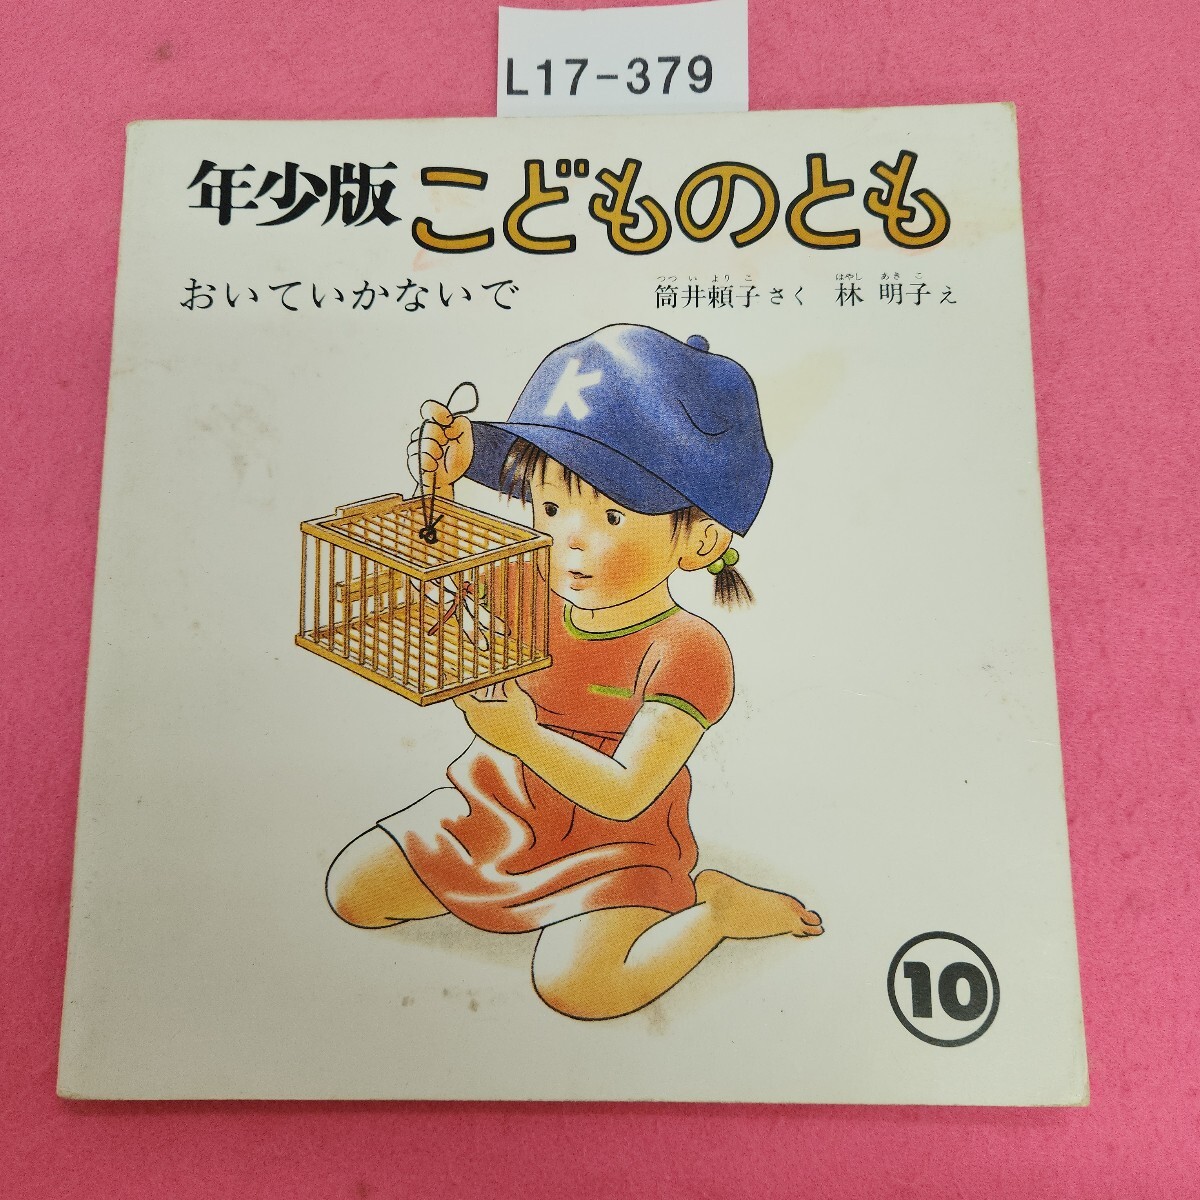 L17-379
年少版 こどものとも
おいていかないで
つつ い より こ はやし あき こ
筒井頼子 さく 林 明子 え
K
10